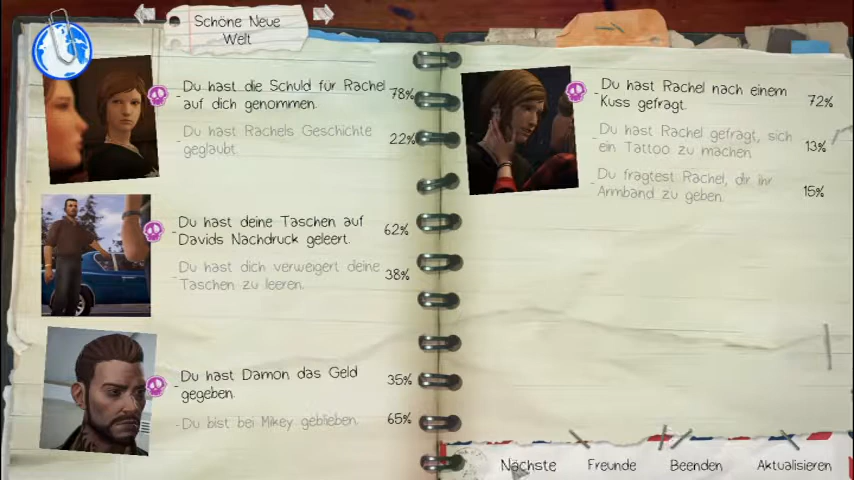 Schöne Neue
Welt
-Du hast die Schuld für Rachel
auf dich genommen.
78%
-Du hast Rachels Geschichte
geglaubt.
22%
-Du hast deine Taschen auf
Davids Nachdruck geleert.
62%
-Du hast dich verweigert deine
Taschen zu leeren.
38%
-Du hast Damon das Geld
gegeben.
35%
-Du bist bei Mikey geblieben.
65%
-Du hast Rachel nach einem
Kuss gefragt.
72%
-Du hast Rachel gefragt, sich
ein Tattoo zu machen.
13%
-Du fragtest Rachel, dir ihr
Armband zu geben.
15%
Nächste Freunde Beenden Aktualisieren